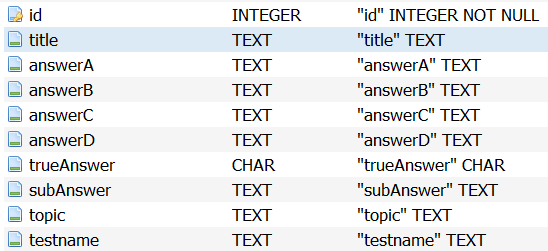 id INTEGER "id" INTEGER NOT NULL
title TEXT "title" TEXT
answerA TEXT "answerA" TEXT
answerB TEXT "answerB" TEXT
answerC TEXT "answerC" TEXT
answerD TEXT "answerD" TEXT
trueAnswer CHAR "trueAnswer" CHAR
subAnswer TEXT "subAnswer" TEXT
topic TEXT "topic" TEXT
testname TEXT "testname" TEXT